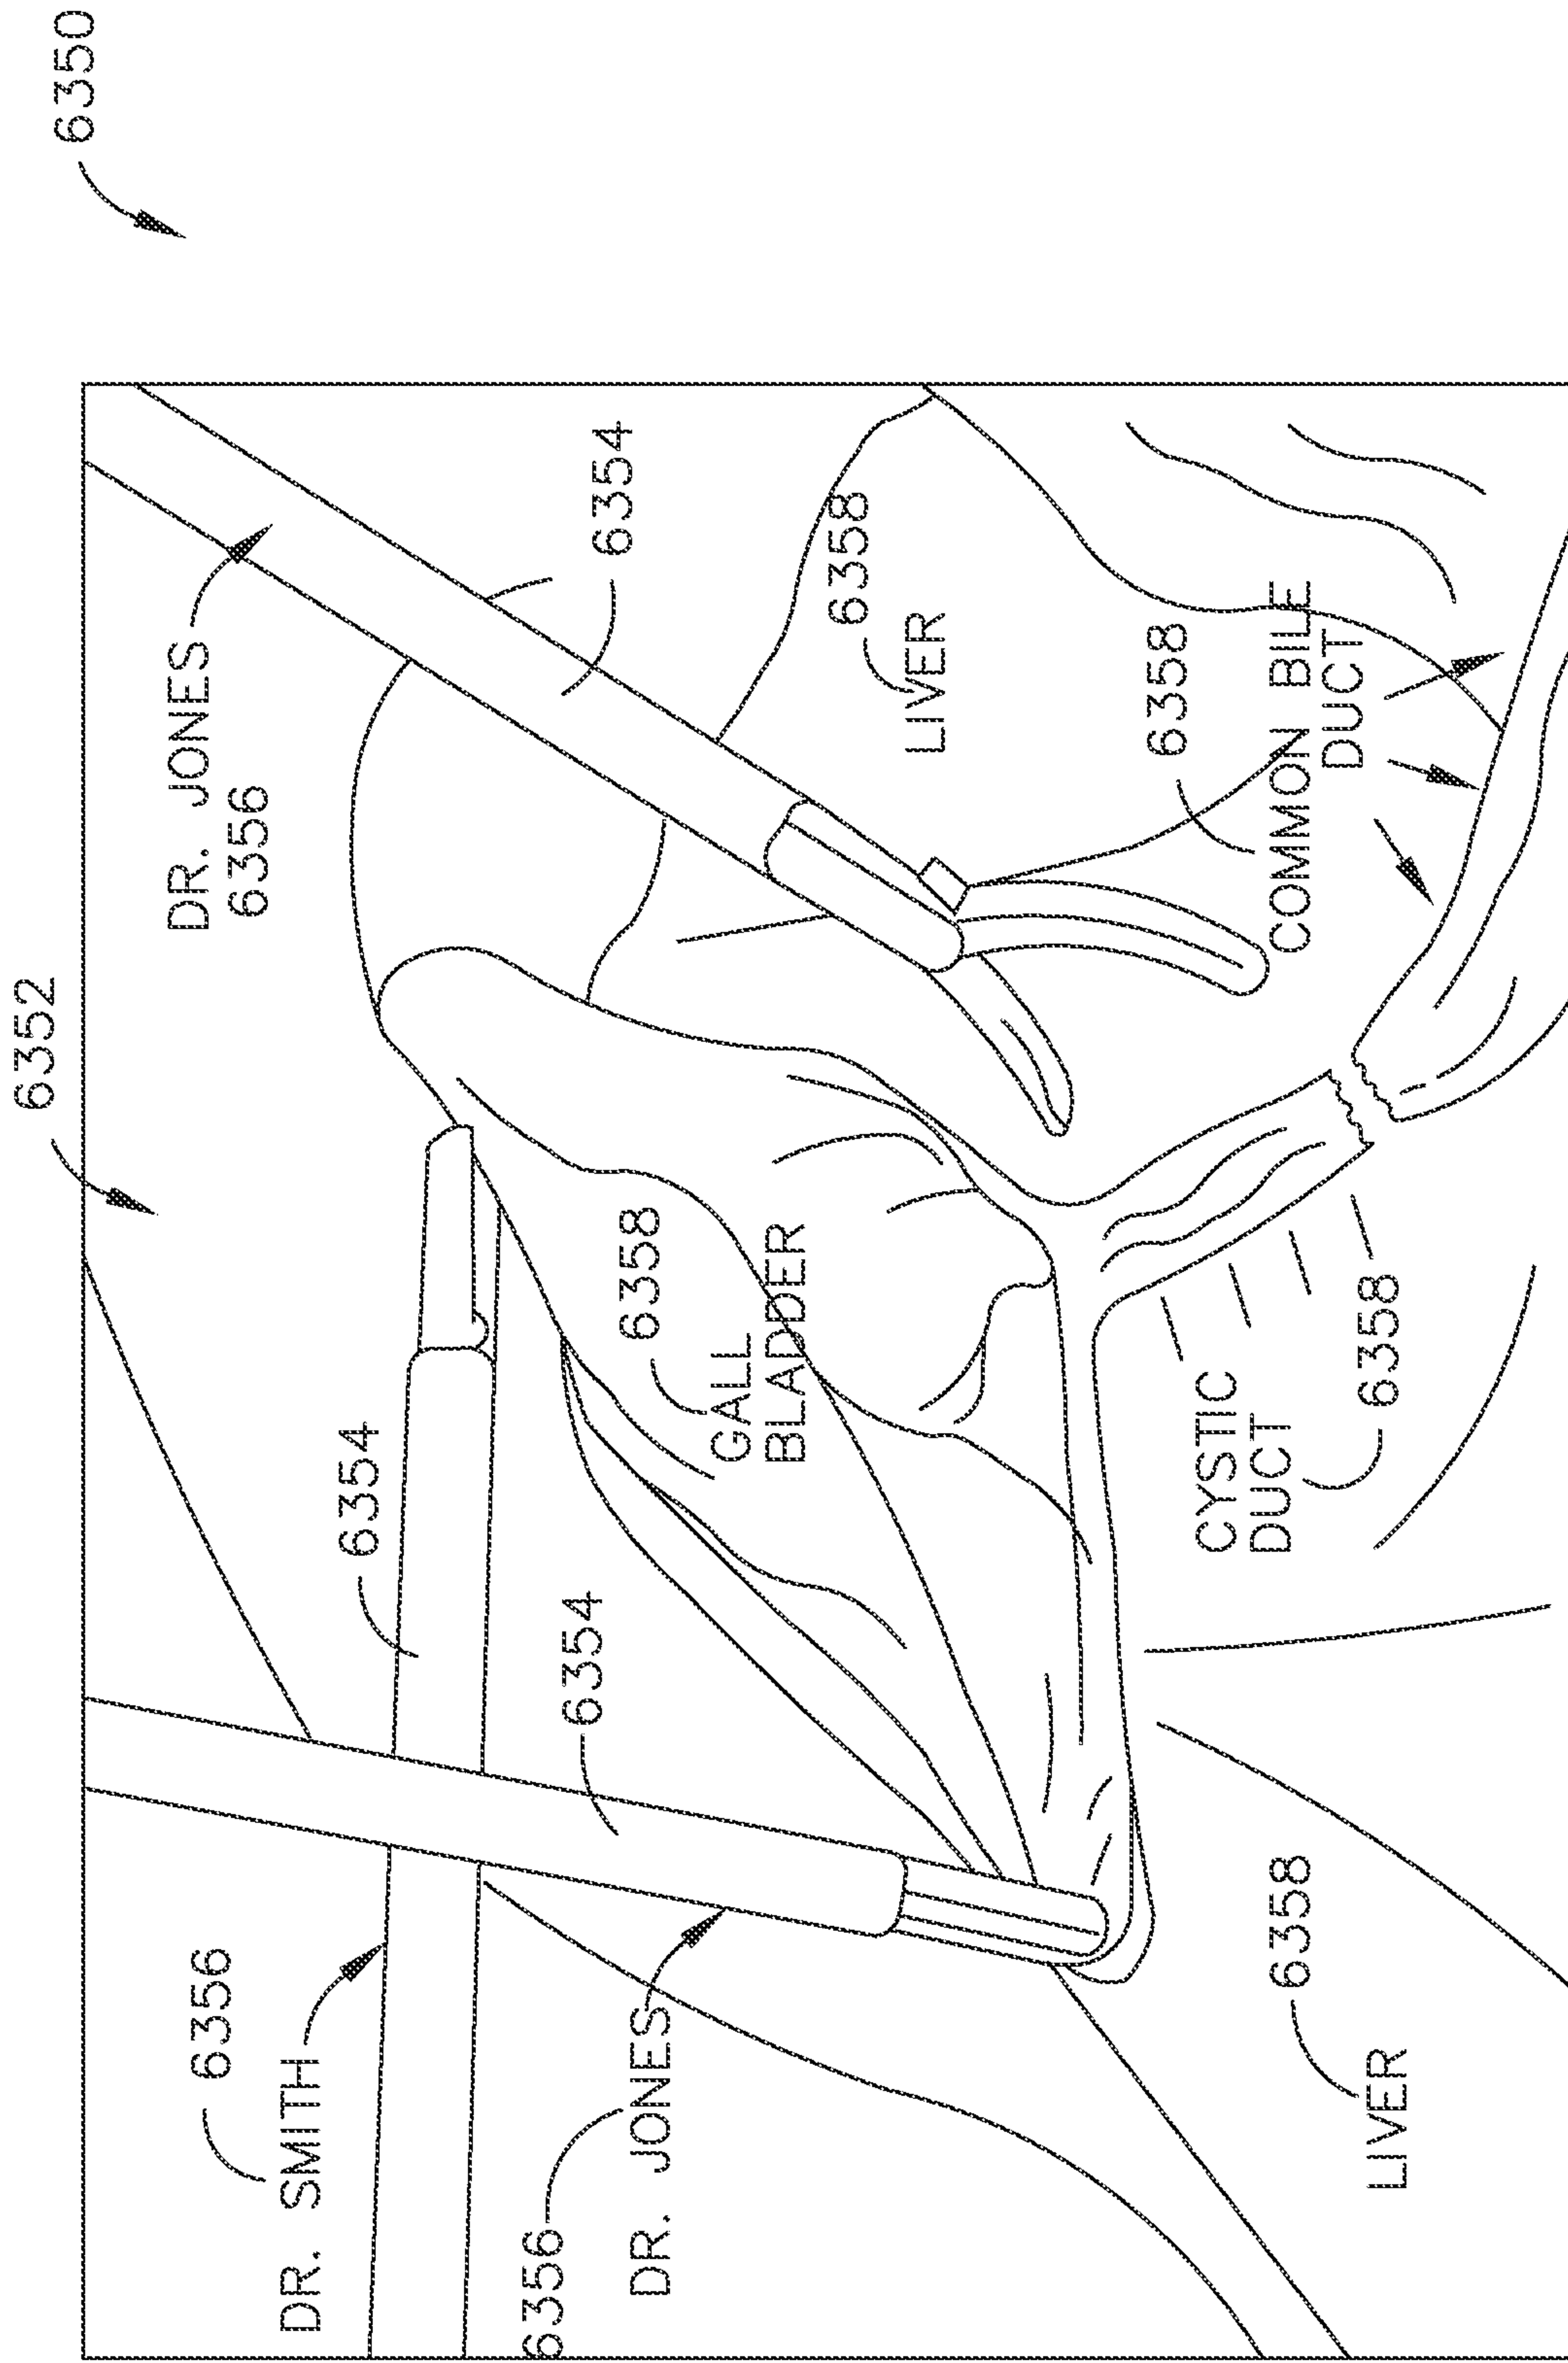 6350
6352
6356
DR. SMITH
6354
DR. JONES
6356
6356
DR. JONES
6354
6354
6358
GALL
BLADDER
6358
LIVER
6358
COMMON BILE
DUCT
CYSTIC
DUCT
6358
6358
LIVER